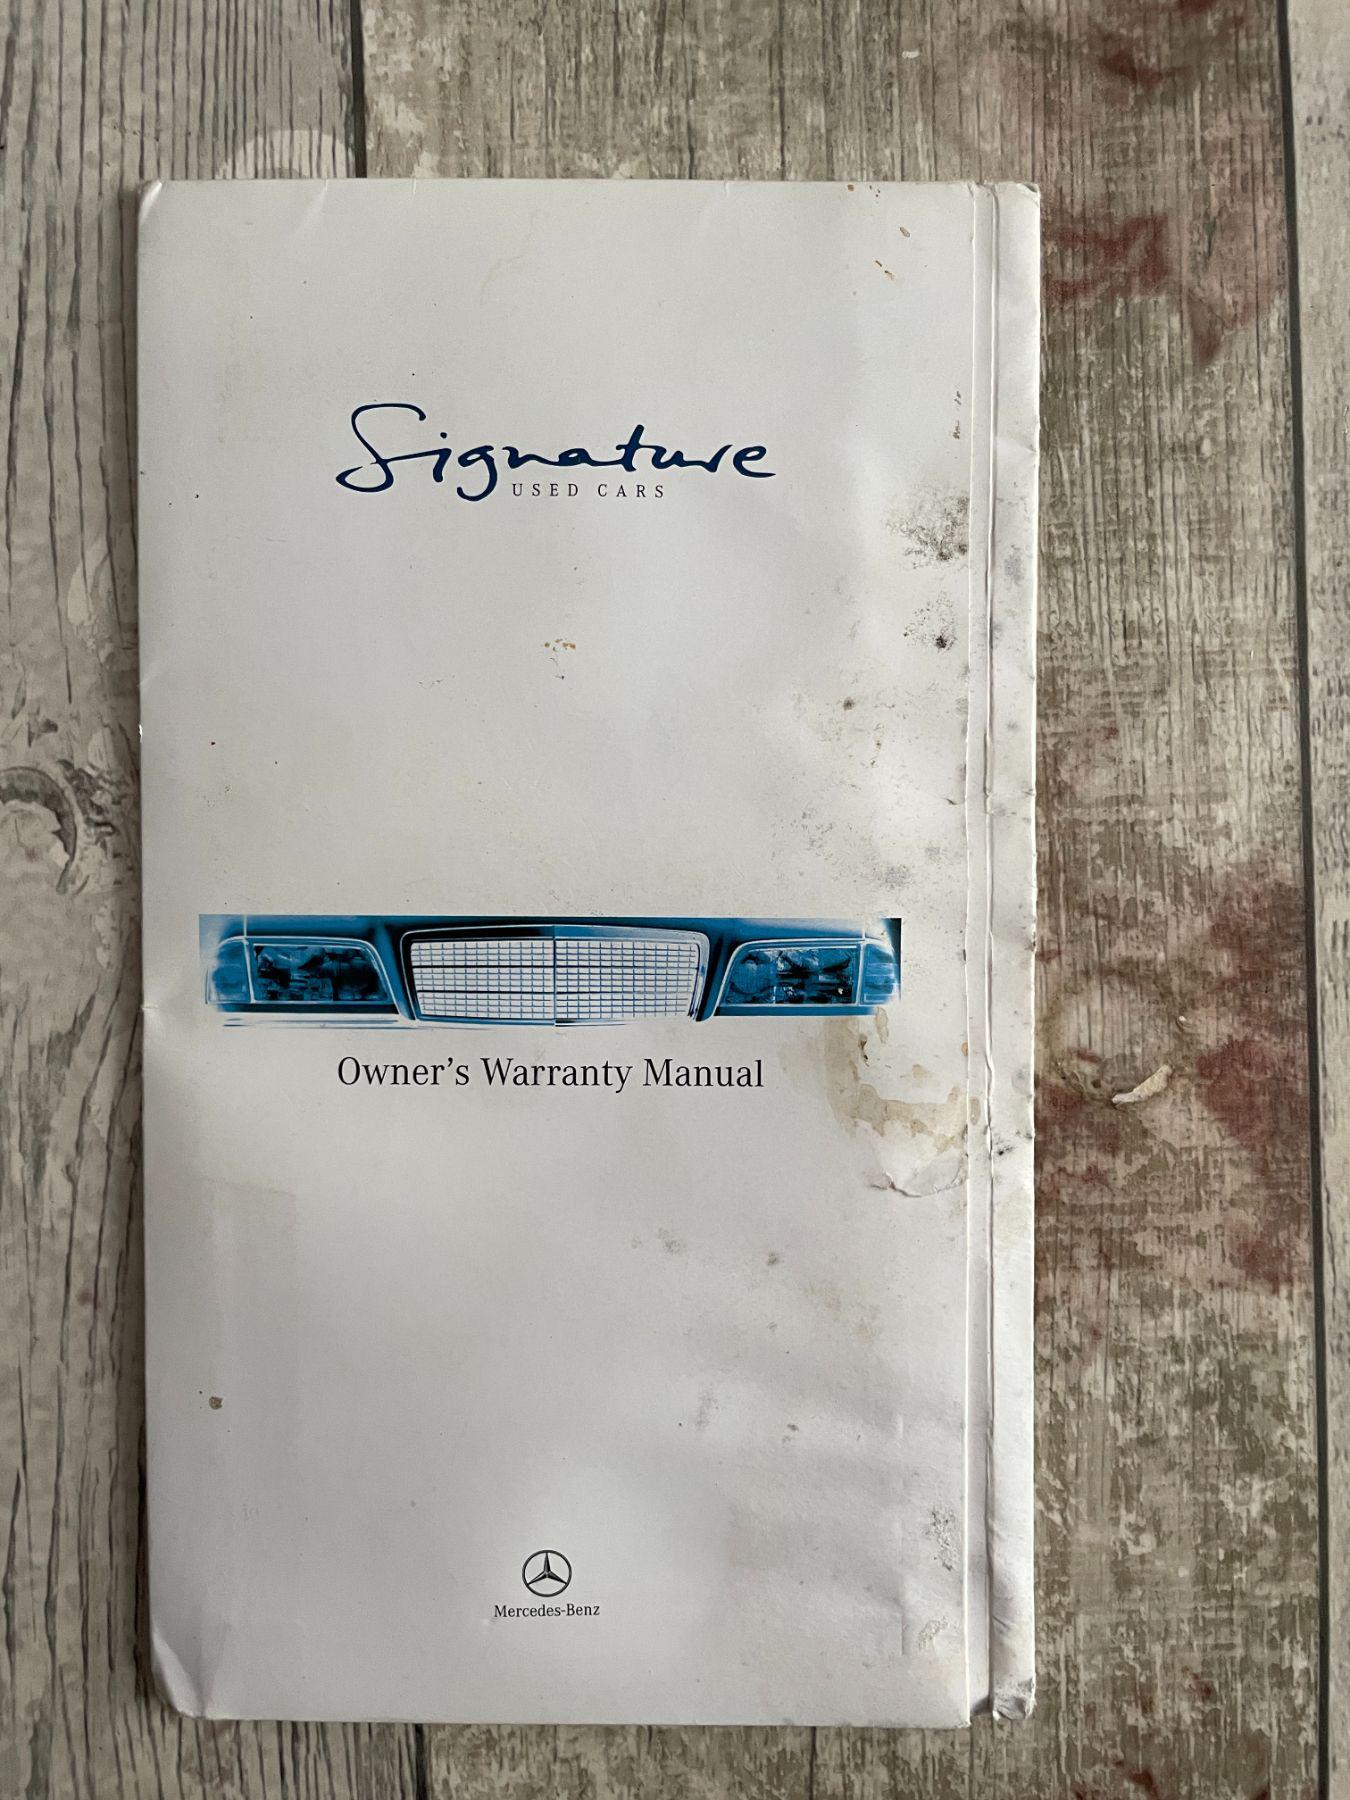 Signature
USED CARS
Owner's Warranty Manual
Mercedes-Benz